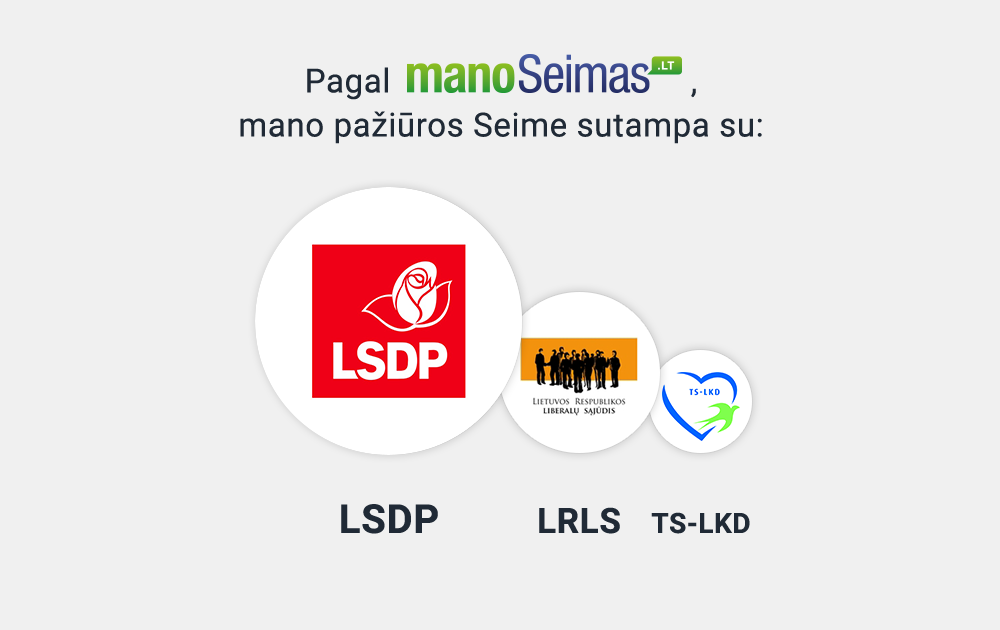 Pagal manoSeimas.LT,
mano pažiūros Seime sutampa su:
LSDP
LIETUVOS RESPUBLIKOS
LIBERALŲ SĄJŪDIS
TS-LKD
LSDP
LRLS
TS-LKD